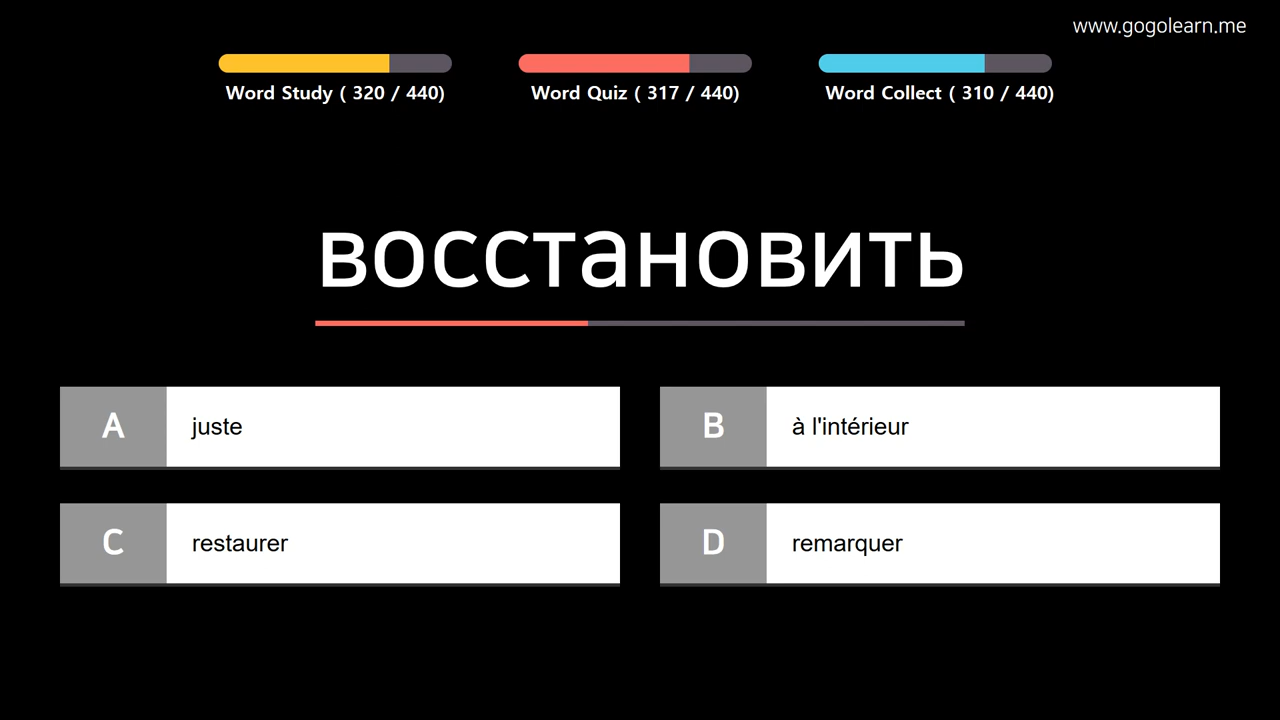 www.gogolearn.me
Word Study ( 320 / 440)
Word Quiz ( 317 / 440)
Word Collect ( 310 / 440)
восстановить
A juste
B à l'intérieur
C restaurer
D remarquer